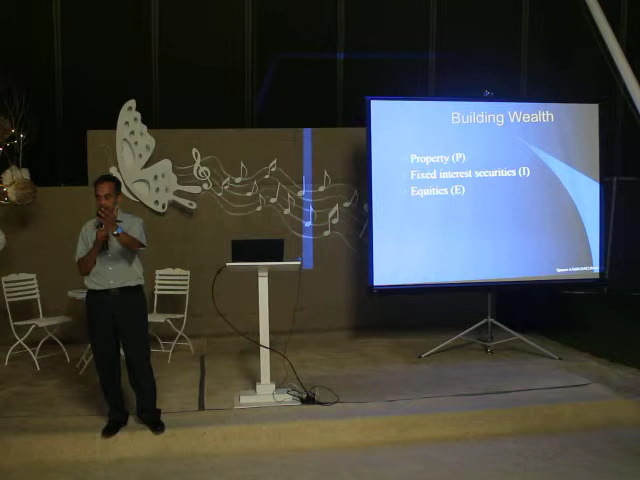 Building Wealth
Property (P)
Fixed interest securities (I)
Equities (E)